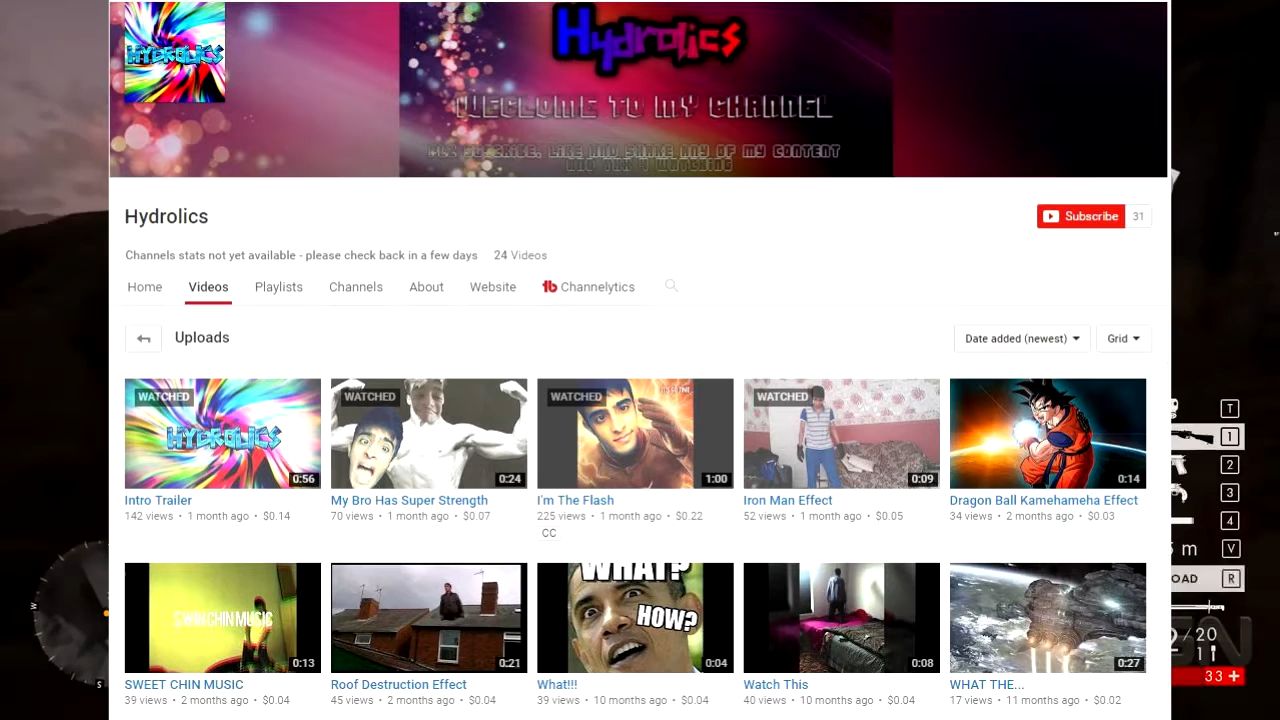 HYDROLICS
Hydrolics
WELCOME TO MY CHANNEL
AND THX 4 WATCHING
Hydrolics
Subscribe 31
Channels stats not yet available - please check back in a few days 24 Videos
Home Videos Playlists Channels About Website Channelytics
Uploads
Date added (newest) Grid
WATCHED
HYDROLICS
0:56
WATCHED
0:24
WATCHED
1:00
WATCHED
0:09
0:14
Intro Trailer
142 views • 1 month ago • $0.14
My Bro Has Super Strength
70 views • 1 month ago • $0.07
I'm The Flash
225 views • 1 month ago • $0.22
CC
Iron Man Effect
52 views • 1 month ago • $0.05
Dragon Ball Kamehameha Effect
34 views • 2 months ago • $0.03
0:13
0:21
WHAT?
HOW?
0:04
0:08
0:27
SWEET CHIN MUSIC
39 views • 2 months ago • $0.04
Roof Destruction Effect
45 views • 2 months ago • $0.04
What!!!
39 views • 10 months ago • $0.04
Watch This
40 views • 10 months ago • $0.04
WHAT THE...
17 views • 11 months ago • $0.02
T
1
2
3
4
m V
OAD R
/20
33 +
W
S